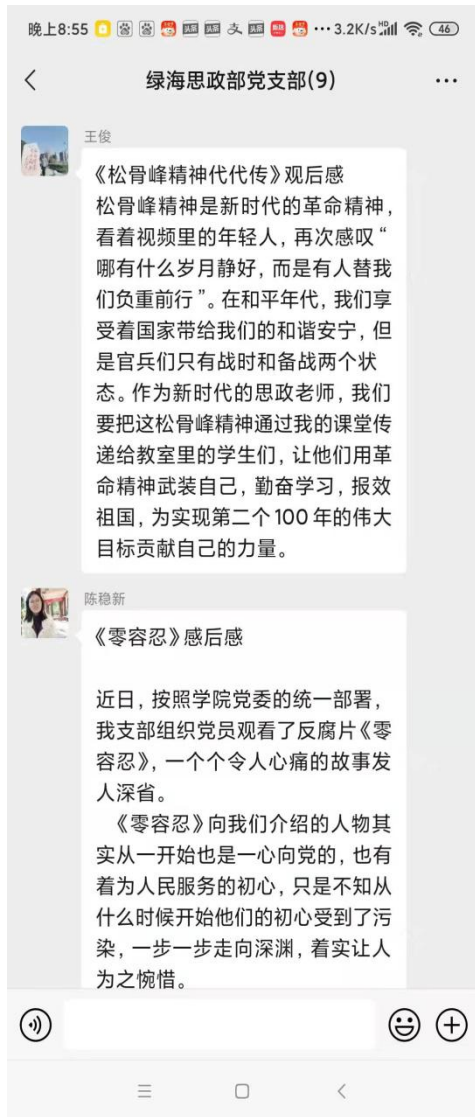 晚上8:55
3.2K/s
46
绿海思政部党支部(9)
王俊
《松骨峰精神代代传》观后感
松骨峰精神是新时代的革命精神，
看着视频里的年轻人，再次感叹“
哪有什么岁月静好，而是有人替我
们负重前行”。在和平年代，我们享
受着国家带给我们的和谐安宁，但
是官兵们只有战时和备战两个状
态。作为新时代的思政老师，我们
要把这松骨峰精神通过我的课堂传
递给教室里的学生们，让他们用革
命精神武装自己，勤奋学习，报效
祖国，为实现第二个100年的伟大
目标贡献自己的力量。
陈稳新
《零容忍》感后感
近日，按照学院党委的统一部署，
我支部组织党员观看了反腐片《零
容忍》，一个个令人心痛的故事发
人深省。
《零容忍》向我们介绍的人物其
实从一开始也是一心向党的，也有
着为人民服务的初心，只是不知从
什么时候开始他们的初心受到了污
染，一步一步走向深渊，着实让人
为之惋惜。